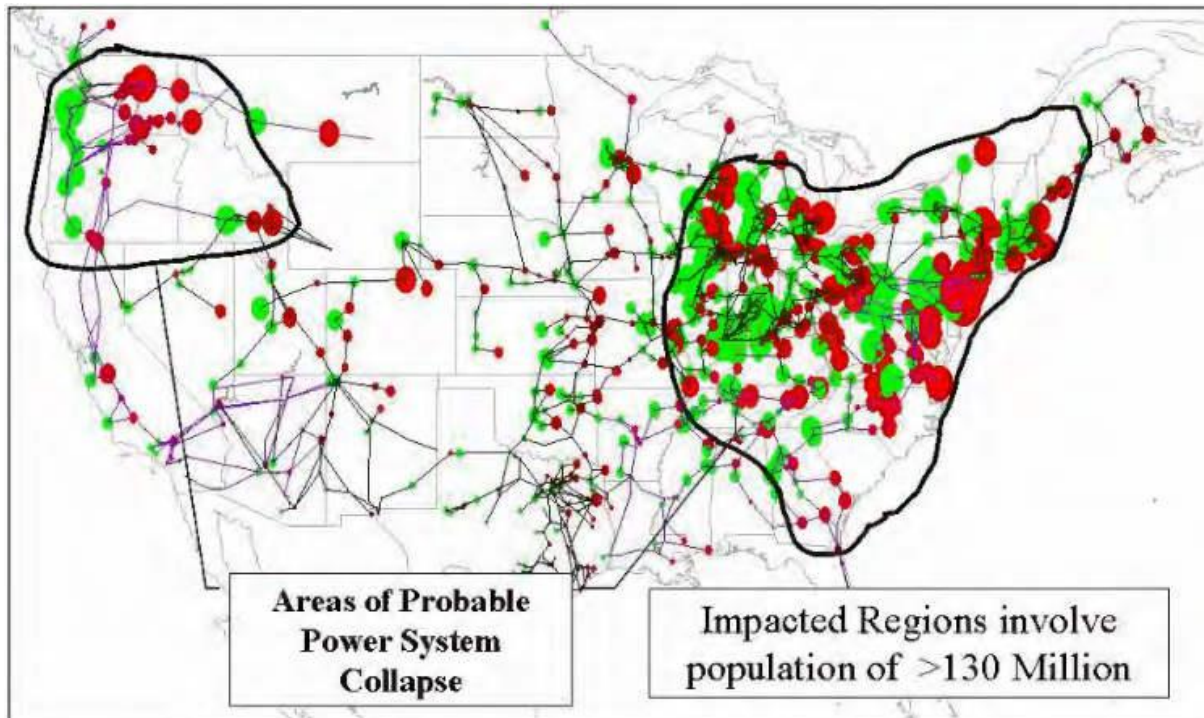 Areas of Probable
Power System
Collapse
Impacted Regions involve
population of >130 Million